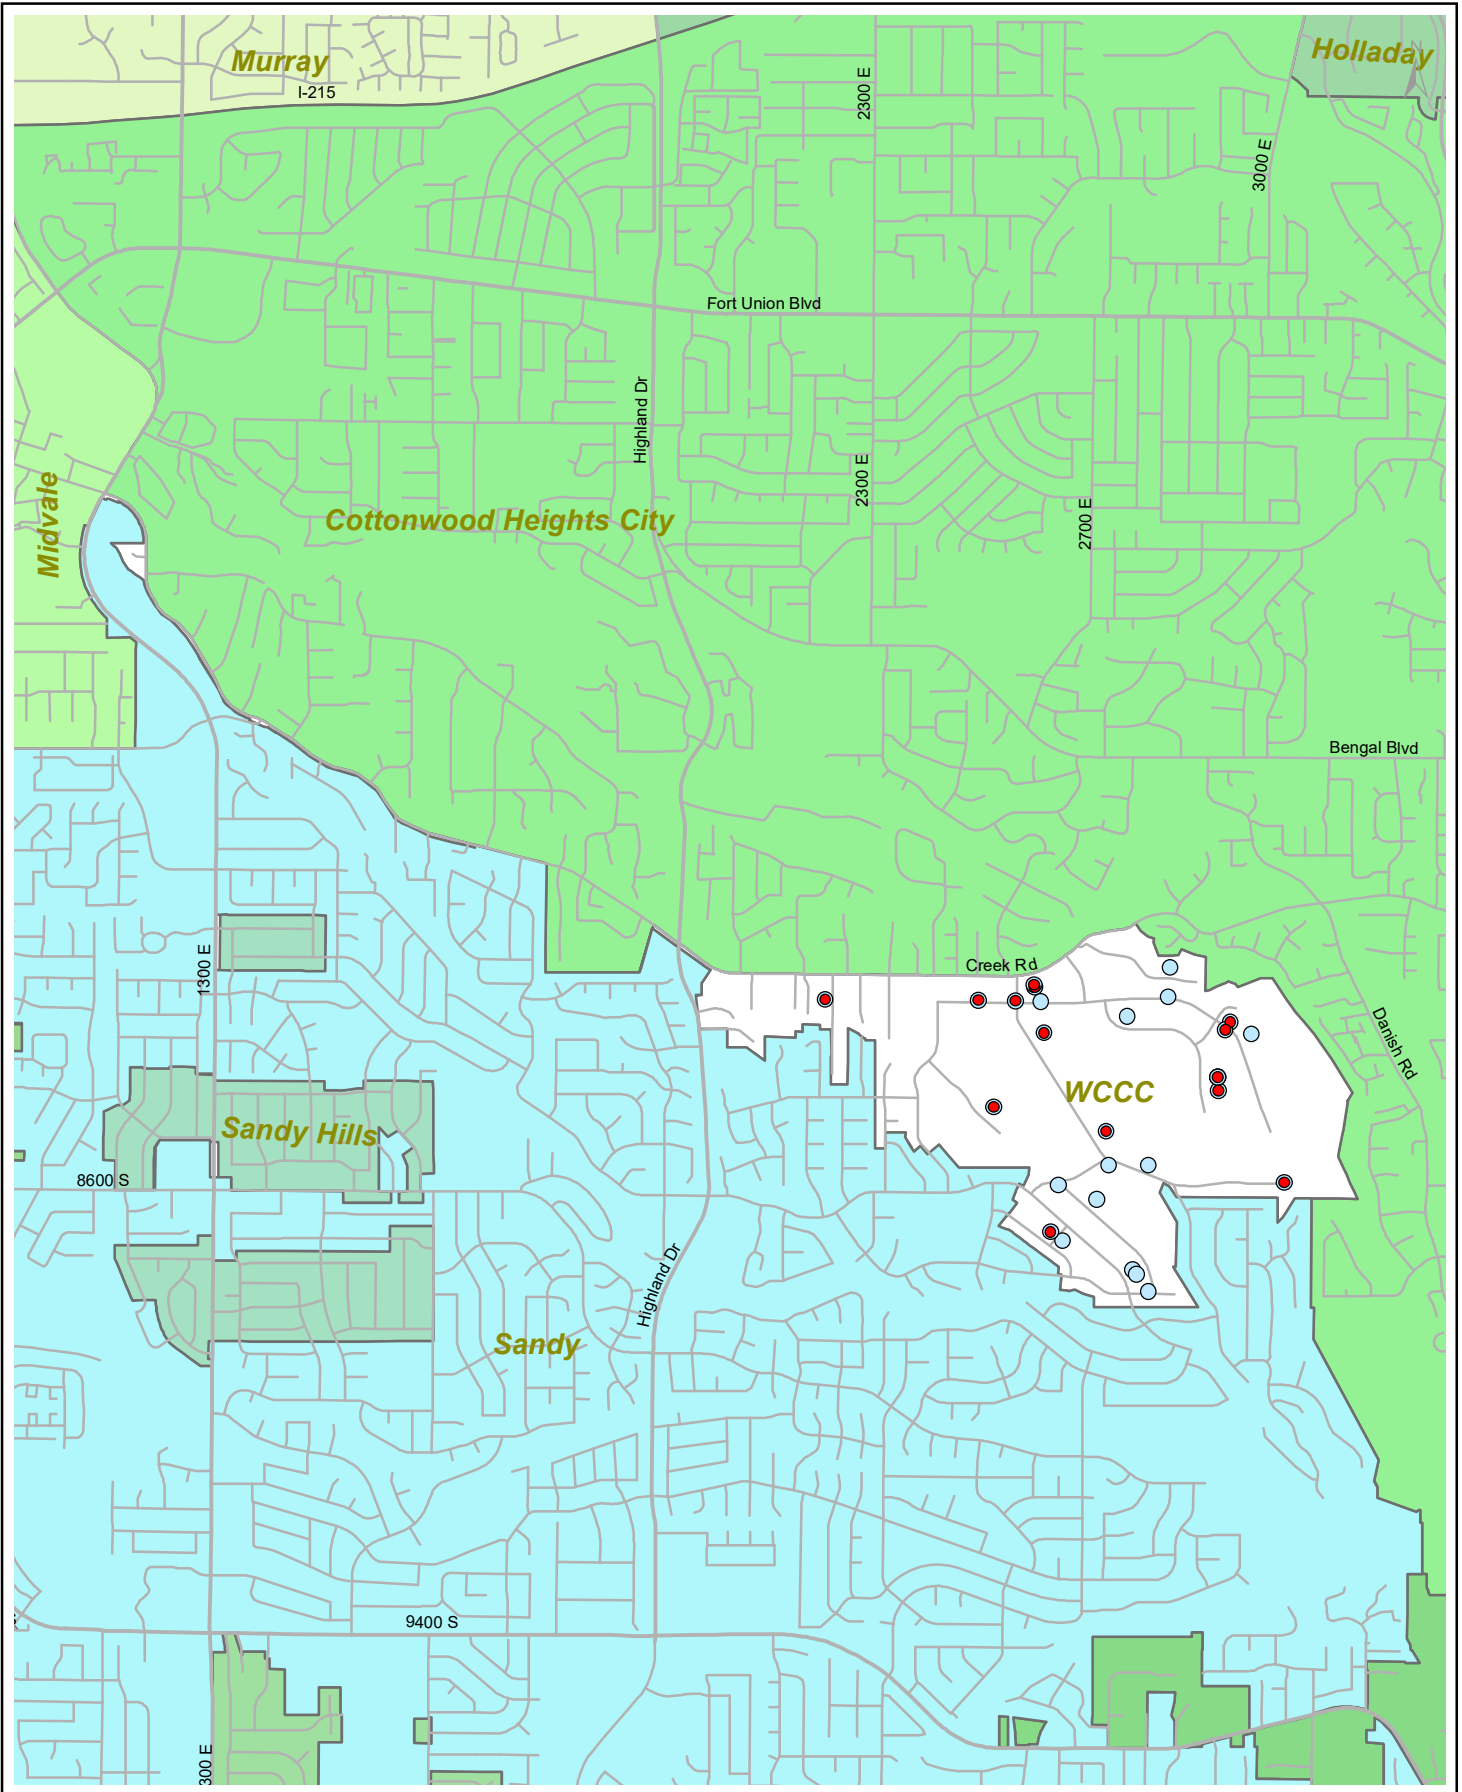 Murray
Holladay
I-215
2300 E
3000 E
Fort Union Blvd
Highland Dr
Midvale
Cottonwood Heights City
2300 E
2700 E
Bengal Blvd
1300 E
Creek Rd
Danish Rd
WCCC
Sandy Hills
8600 S
Highland Dr
Sandy
9400 S
300 E